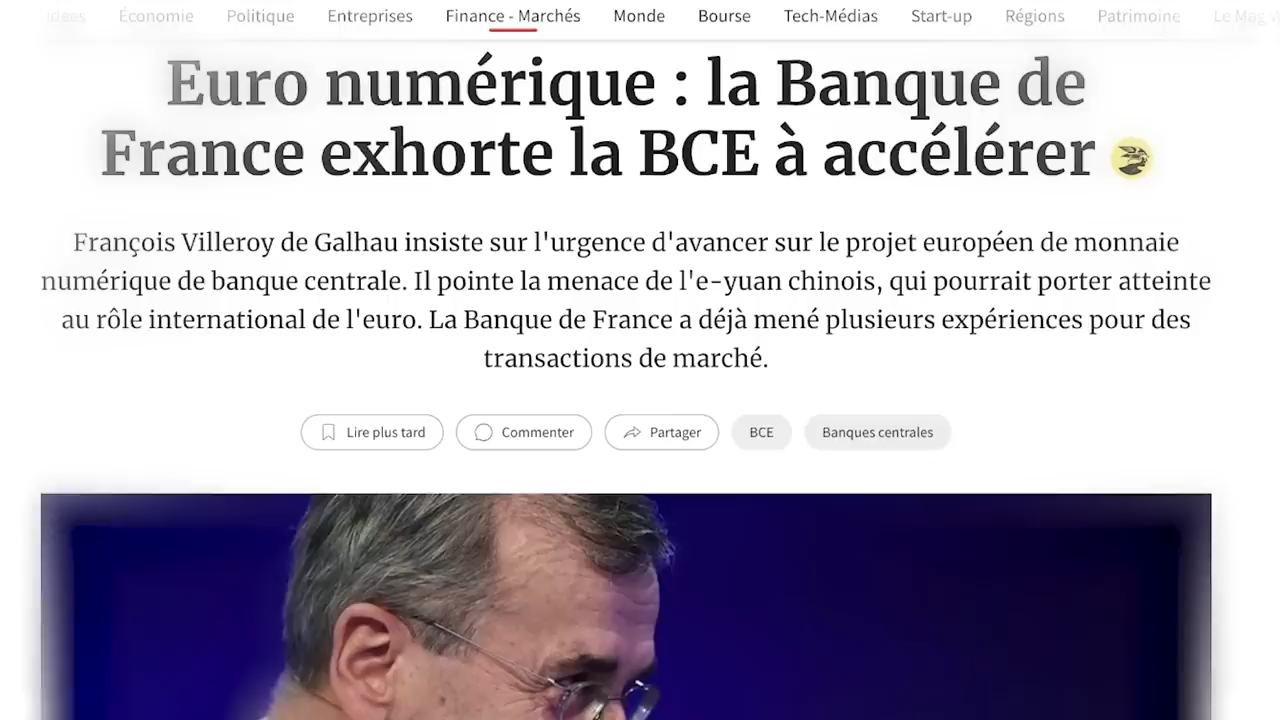 Idées Économie Politique Entreprises Finance - Marchés Monde Bourse Tech-Médias Start-up Régions Patrimoine Le Mag
Euro numérique : la Banque de
France exhorte la BCE à accélérer
François Villeroy de Galhau insiste sur l'urgence d'avancer sur le projet européen de monnaie
numérique de banque centrale. Il pointe la menace de l'e-yuan chinois, qui pourrait porter atteinte
au rôle international de l'euro. La Banque de France a déjà mené plusieurs expériences pour des
transactions de marché.
Lire plus tard Commenter Partager BCE Banques centrales